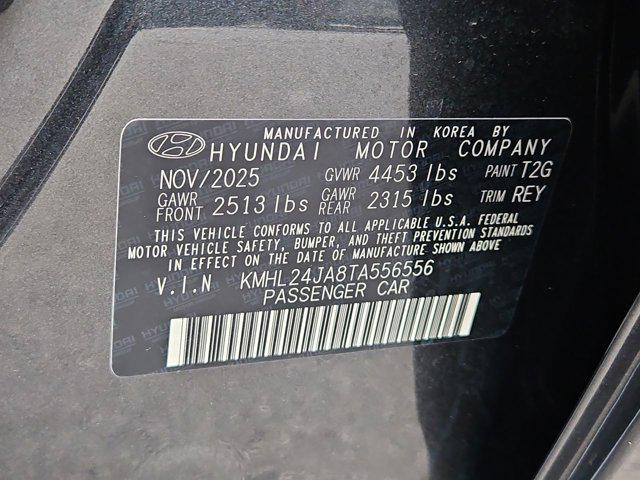 MANUFACTURED IN KOREA BY
HYUNDAI MOTOR COMPANY
NOV/2025 GVWR 4453 lbs PAINT T2G
GAWR FRONT 2513 lbs GAWR REAR 2315 lbs TRIM REY
THIS VEHICLE CONFORMS TO ALL APPLICABLE U.S.A. FEDERAL
MOTOR VEHICLE SAFETY, BUMPER, AND THEFT PREVENTION STANDARDS
IN EFFECT ON THE DATE OF MANUFACTURE SHOWN ABOVE
V.I.N KMHL24JA8TA556556
PASSENGER CAR